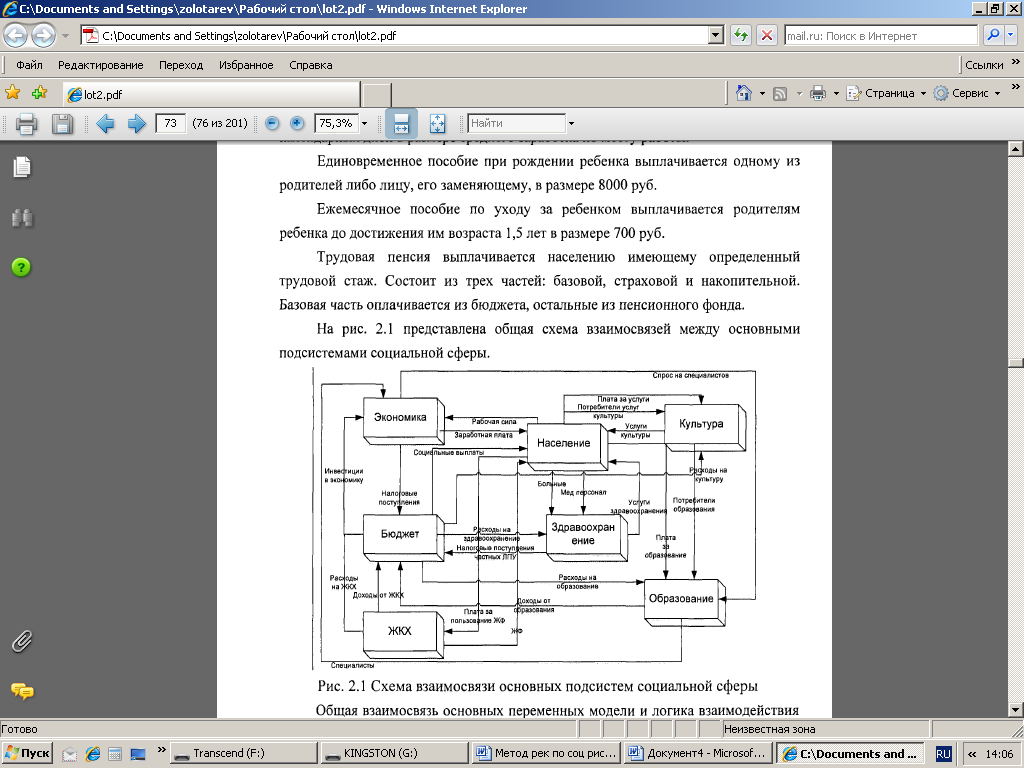 C:\Documents and Settings\zolotarev\Рабочий стол\lot2.pdf - Windows Internet Explorer
C:\Documents and Settings\zolotarev\Рабочий стол\lot2.pdf
mail.ru: Поиск в Интернет
Файл Редактирование Переход Избранное Справка Ссылки »
lot2.pdf Страница Сервис »
73 (76 из 201) 75,3% Найти
Единовременное пособие при рождении ребенка выплачивается одному из
родителей либо лицу, его заменяющему, в размере 8000 руб.
Ежемесячное пособие по уходу за ребенком выплачивается родителям
ребенка до достижения им возраста 1,5 лет в размере 700 руб.
Трудовая пенсия выплачивается населению имеющему определенный
трудовой стаж. Состоит из трех частей: базовой, страховой и накопительной.
Базовая часть оплачивается из бюджета, остальные из пенсионного фонда.
На рис. 2.1 представлена общая схема взаимосвязей между основными
подсистемами социальной сферы.
Спрос на специалистов
Плата за услуги
Потребители услуг
культуры
Экономика
Рабочая сила
Заработная плата
Население
Услуги
культуры
Культура
Социальные выплаты
Инвестиции
в экономику
Налоговые
поступления
Больные
Мед персонал
Расходы на
культуру
Услуги
здравоохранения
Потребители
образования
Бюджет
Расходы на
здравоохранение
Налоговые поступления
частных ЛПУ
Здравоохран
ение
Плата
за
образование
Расходы
на ЖКХ
Доходы от ЖКХ
Расходы на
образование
Доходы от
образования
Образование
ЖКХ
Плата за
пользование ЖФ
ЖФ
Специалисты
Рис. 2.1 Схема взаимосвязи основных подсистем социальной сферы
Общая взаимосвязь основных переменных модели и логика взаимодействия
Готово Неизвестная зона
Пуск » Transcend (F:) KINGSTON (G:) Метод рек по соц рис... Документ4 - Microsof... C:\Documents and ... RU « 14:06